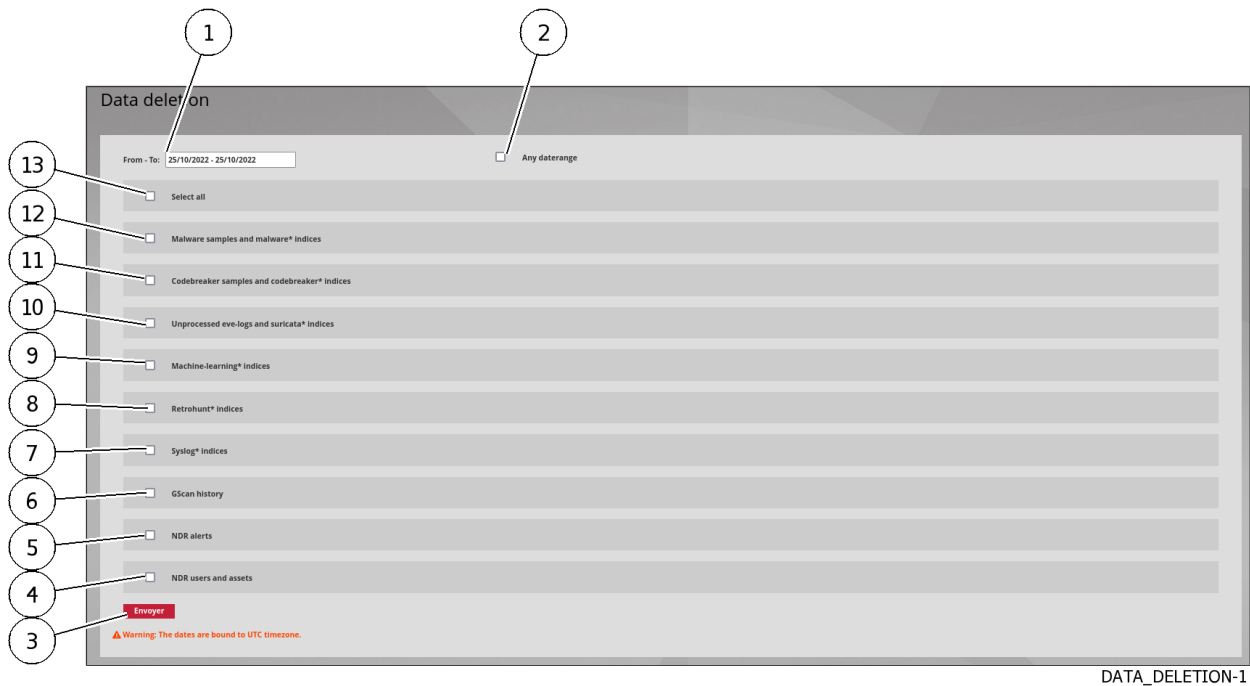 1
2
Data deletion
From - To: 25/10/2022 - 25/10/2022
Any daterange
13
Select all
12
Malware samples and malware* indices
11
Codebreaker samples and codebreaker* indices
10
Unprocessed eve-logs and suricata* indices
9
Machine-learning* indices
8
Retrohunt* indices
7
Syslog* indices
6
GScan history
5
NDR alerts
4
NDR users and assets
Envoyer
3
Warning: The dates are bound to UTC timezone.
DATA_DELETION-1